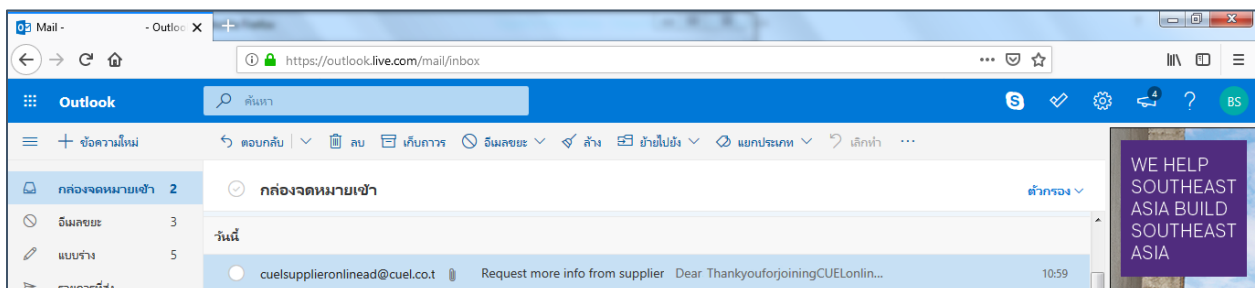 Mail - - Outloo
https://outlook.live.com/mail/inbox
Outlook
ค้นหา
4
BS
ข้อความใหม่
ตอบกลับ ลบ เก็บถาวร อีเมลขยะ ล้าง ย้ายไปยัง แยกประเภท เลิกทำ ...
กล่องจดหมายเข้า 2
กล่องจดหมายเข้า
ตัวกรอง
อีเมลขยะ 3
วันนี้
แบบร่าง 5
cuelsupplieronlinead@cuel.co.t Request more info from supplier Dear ThankyouforjoiningCUELonlin... 10:59
WE HELP
SOUTHEAST
ASIA BUILD
SOUTHEAST
ASIA